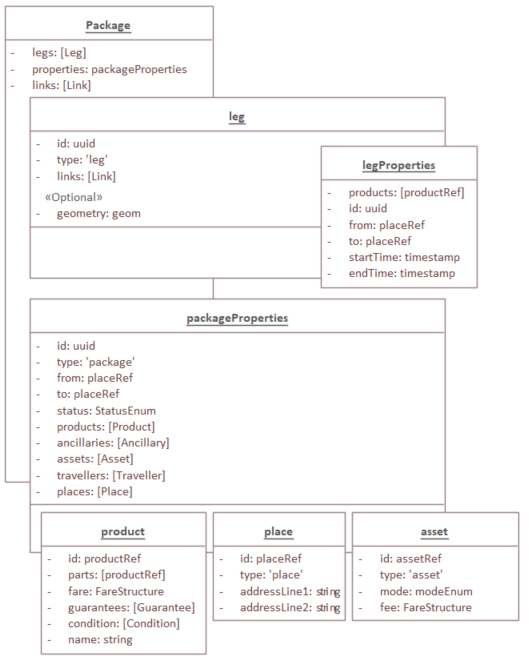 Package
- legs: [Leg]
- properties: packageProperties
- links: [Link]
leg
- id: uuid
- type: 'leg'
- links: [Link]
«Optional»
- geometry: geom
legProperties
- products: [productRef]
- id: uuid
- from: placeRef
- to: placeRef
- startTime: timestamp
- endTime: timestamp
packageProperties
- id: uuid
- type: 'package'
- from: placeRef
- to: placeRef
- status: StatusEnum
- products: [Product]
- ancillaries: [Ancillary]
- assets: [Asset]
- travellers: [Traveller]
- places: [Place]
product
- id: productRef
- parts: [productRef]
- fare: FareStructure
- guarantees: [Guarantee]
- condition: [Condition]
- name: string
place
- id: placeRef
- type: 'place'
- addressLine1: string
- addressLine2: string
asset
- id: assetRef
- type: 'asset'
- mode: modeEnum
- fee: FareStructure